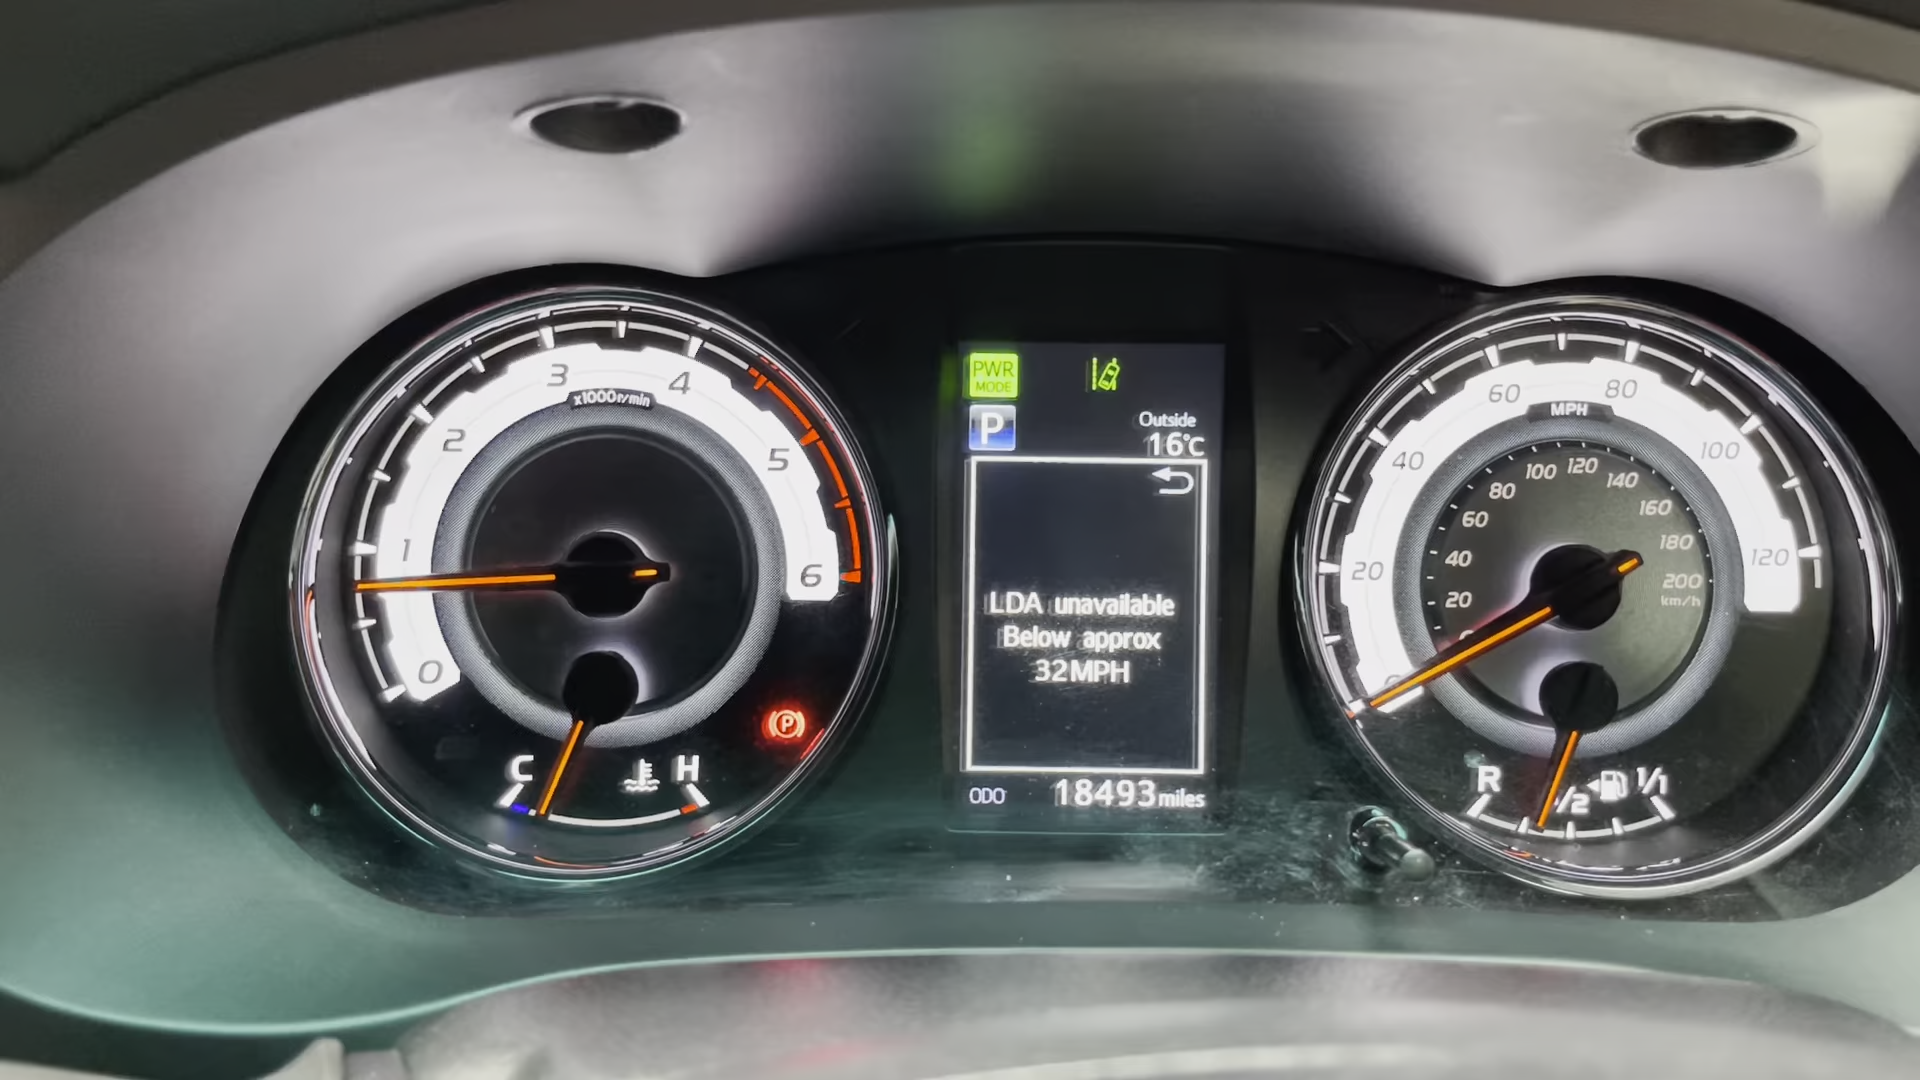 0
1
2
3
4
5
6
x1000r/min
C
H
P
PWR
MODE
P
Outside
16°C
LDA unavailable
Below approx
32MPH
ODO 18493 miles
0
20
40
60
80
100
120
MPH
20
40
60
80
100
120
140
160
180
200
km/h
R
1/1